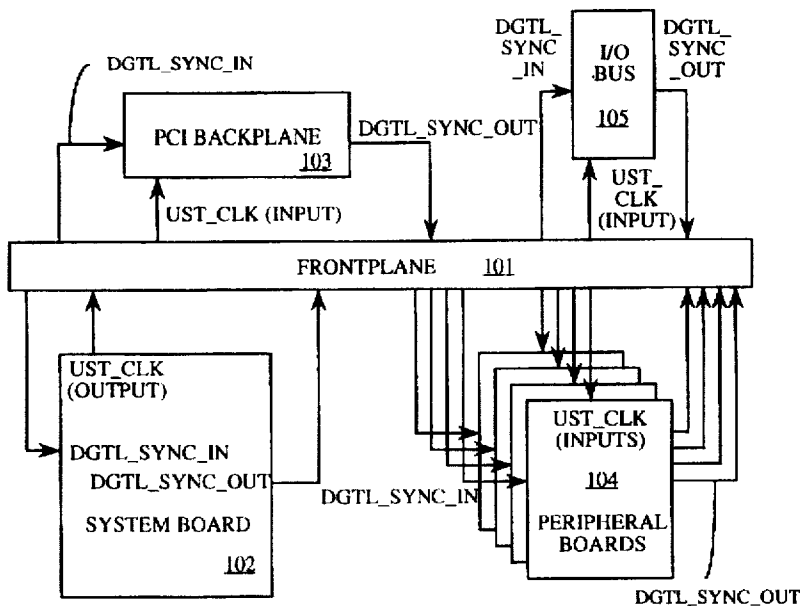 DGTL_SYNC_IN
PCI BACKPLANE
103
DGTL_SYNC_OUT
UST_CLK (INPUT)
DGTL_
SYNC
_IN
I/O
BUS
105
DGTL_
SYNC
_OUT
UST_
CLK
(INPUT)
FRONTPLANE 101
UST_CLK
(OUTPUT)
DGTL_SYNC_IN
DGTL_SYNC_OUT
SYSTEM BOARD
102
DGTL_SYNC_IN
UST_CLK
(INPUTS)
104
PERIPHERAL
BOARDS
DGTL_SYNC_OUT